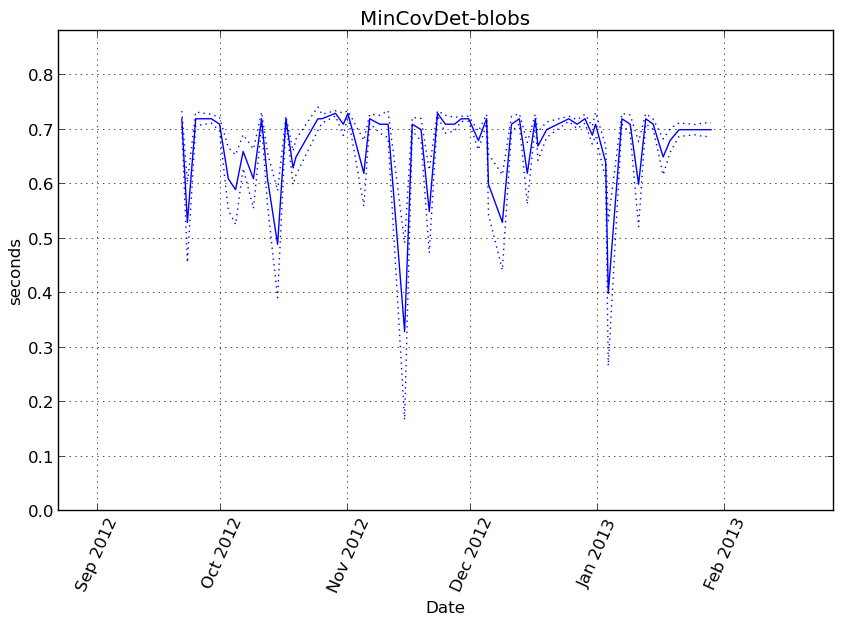 MinCovDet-blobs
0.8
0.7
0.6
0.5
0.4
0.3
0.2
0.1
0.0
seconds
Sep 2012
Oct 2012
Nov 2012
Dec 2012
Jan 2013
Feb 2013
Date